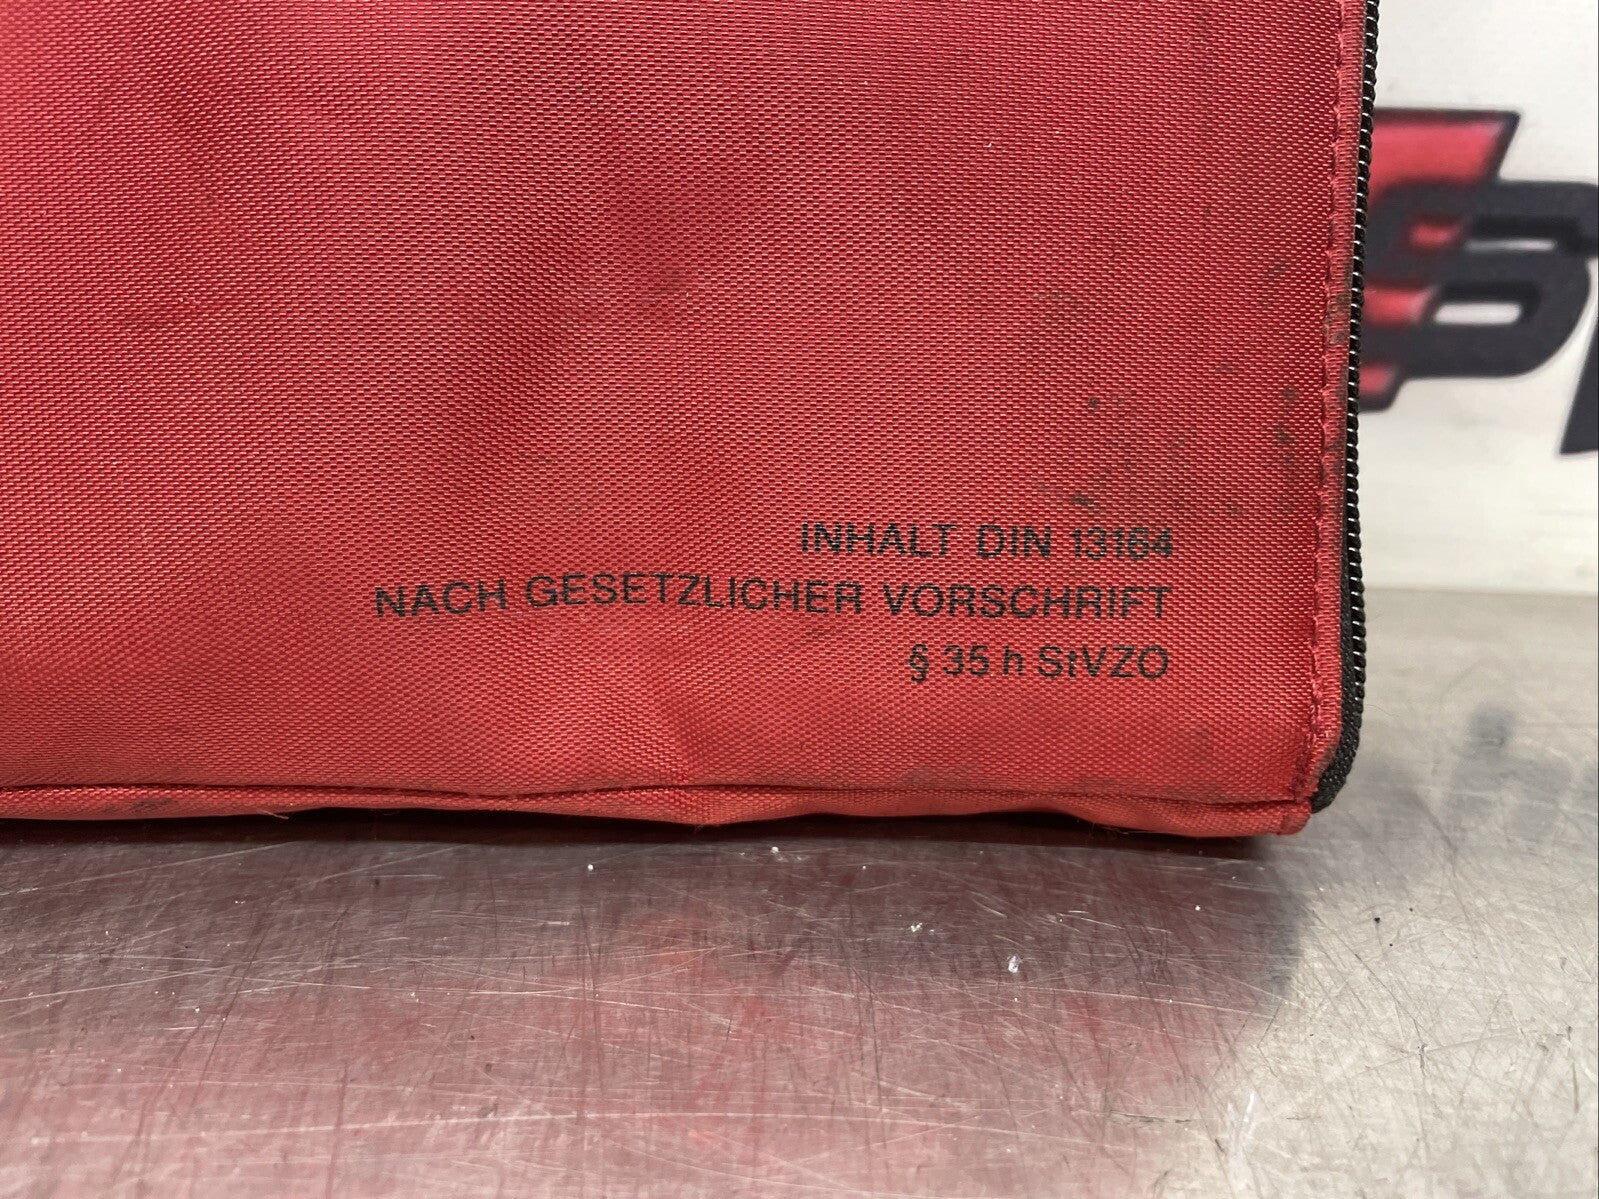 INHALT DIN 13164
NACH GESETZLICHER VORSCHRIFT
§ 35 h StVZO